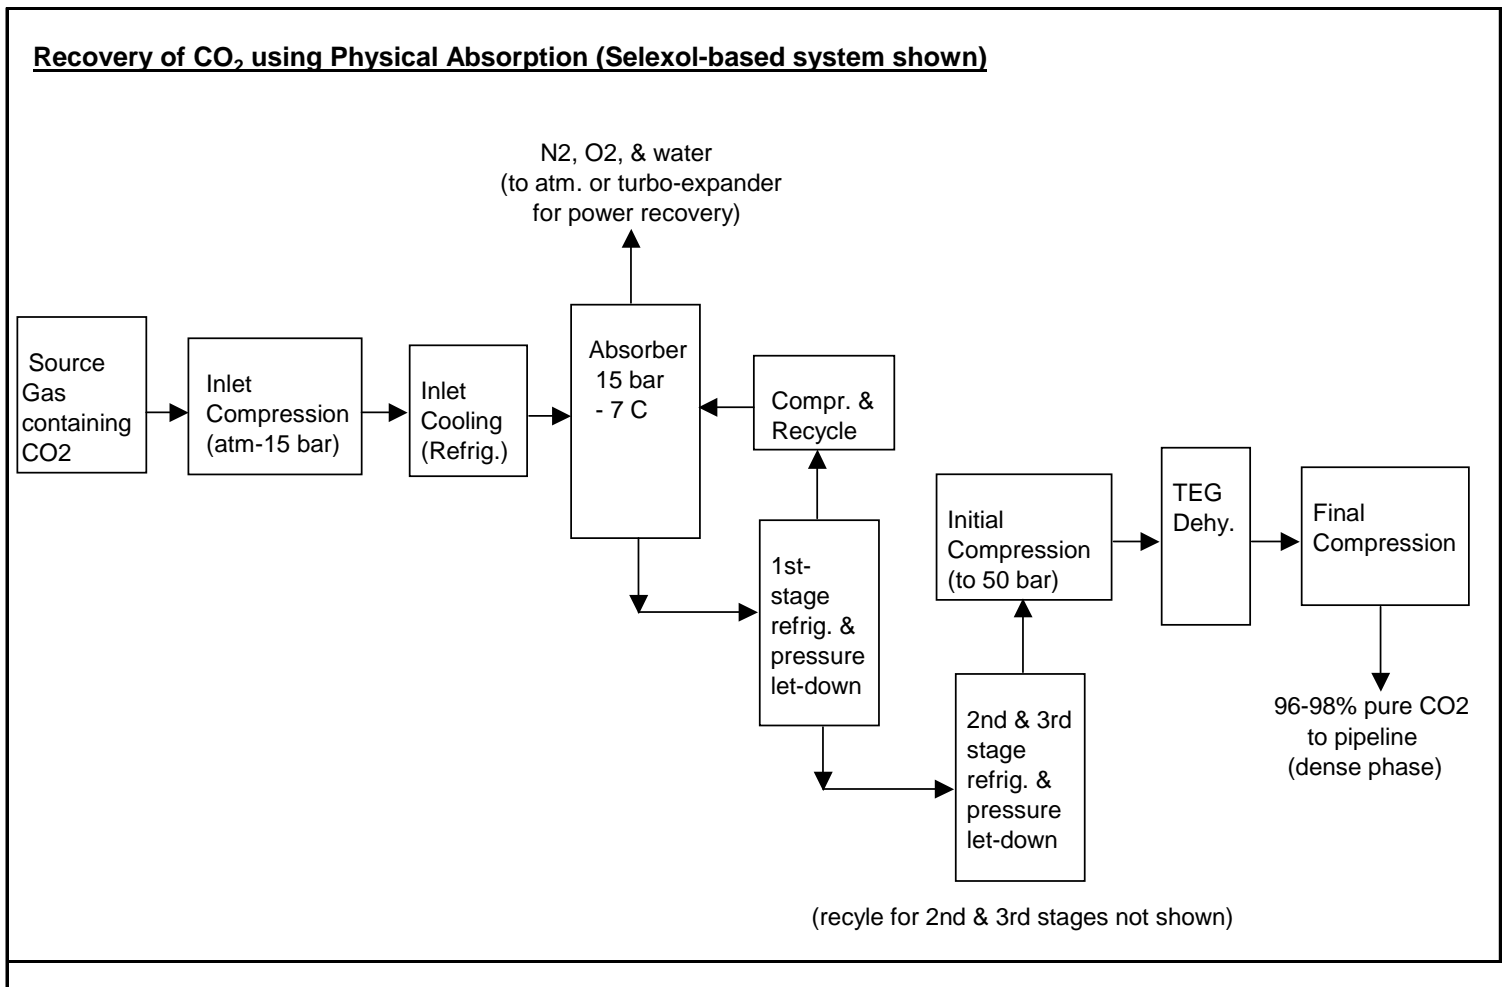 Recovery of CO2 using Physical Absorption (Selexol-based system shown)
N2, O2, & water
(to atm. or turbo-expander
for power recovery)
Source
Gas
containing
CO2
Inlet
Compression
(atm-15 bar)
Inlet
Cooling
(Refrig.)
Absorber
15 bar
- 7 C
Compr. &
Recycle
1st-
stage
refrig. &
pressure
let-down
Initial
Compression
(to 50 bar)
TEG
Dehy.
Final
Compression
2nd & 3rd
stage
refrig. &
pressure
let-down
96-98% pure CO2
to pipeline
(dense phase)
(recyle for 2nd & 3rd stages not shown)